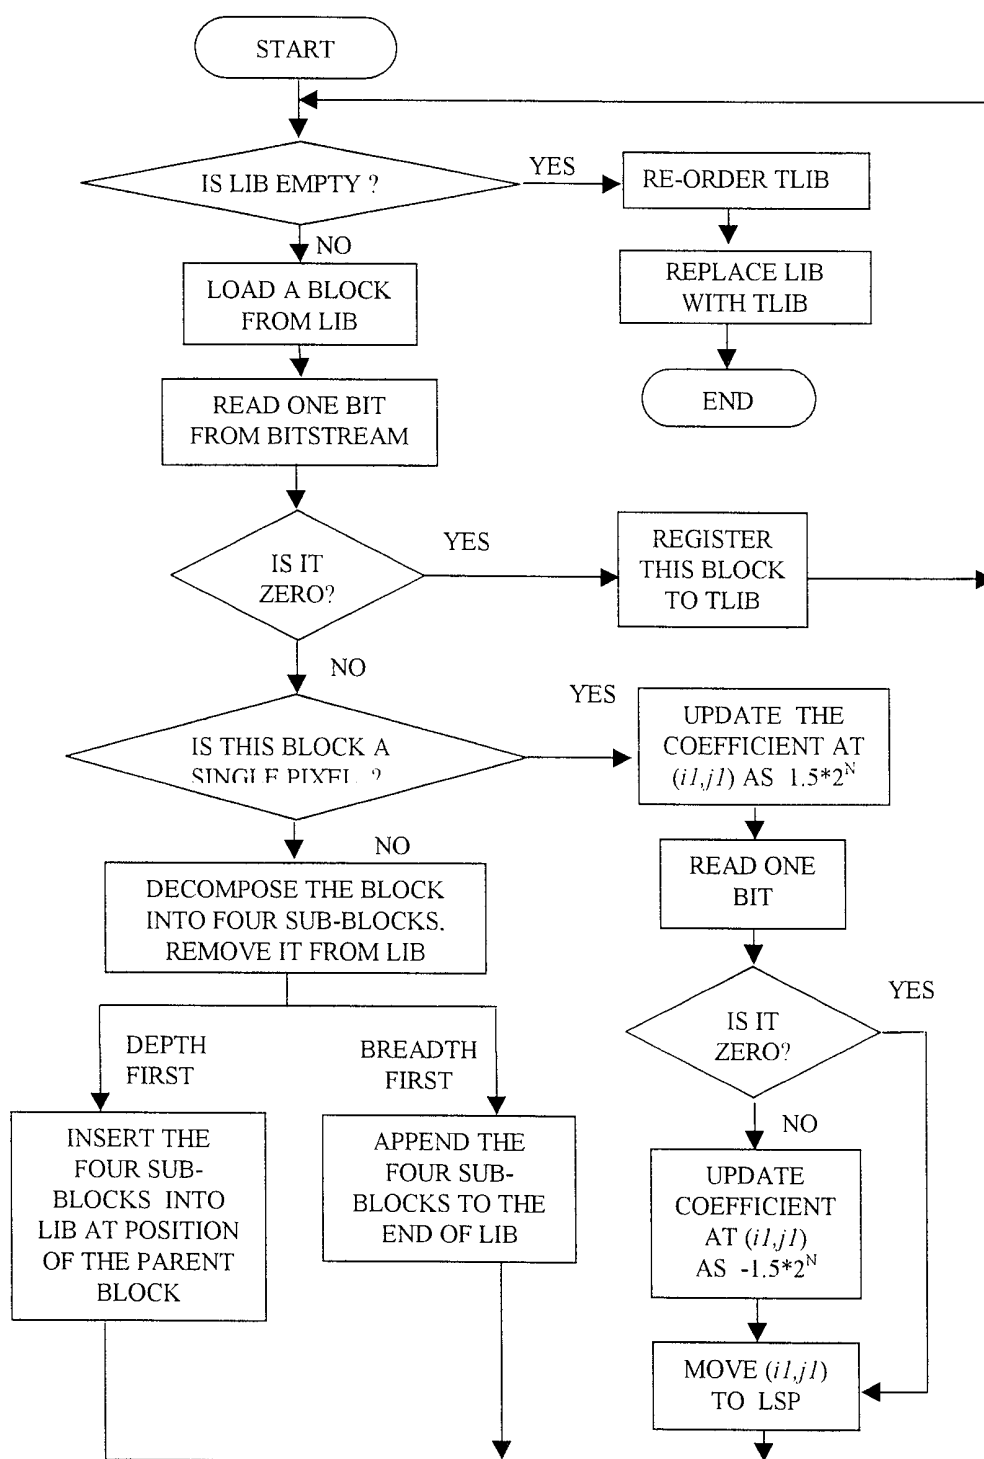 START
IS LIB EMPTY ?
YES
RE-ORDER TLIB
NO
REPLACE LIB
WITH TLIB
LOAD A BLOCK
FROM LIB
END
READ ONE BIT
FROM BITSTREAM
IS IT
ZERO?
YES
REGISTER
THIS BLOCK
TO TLIB
NO
IS THIS BLOCK A
SINGLE PIXEL ?
YES
UPDATE THE
COEFFICIENT AT
(i1,j1) AS 1.5*2^N
NO
READ ONE
BIT
DECOMPOSE THE BLOCK
INTO FOUR SUB-BLOCKS.
REMOVE IT FROM LIB
IS IT
ZERO?
YES
DEPTH
FIRST
BREADTH
FIRST
NO
INSERT THE
FOUR SUB-
BLOCKS INTO
LIB AT POSITION
OF THE PARENT
BLOCK
APPEND THE
FOUR SUB-
BLOCKS TO THE
END OF LIB
UPDATE
COEFFICIENT
AT (i1,j1)
AS -1.5*2^N
MOVE (i1,j1)
TO LSP